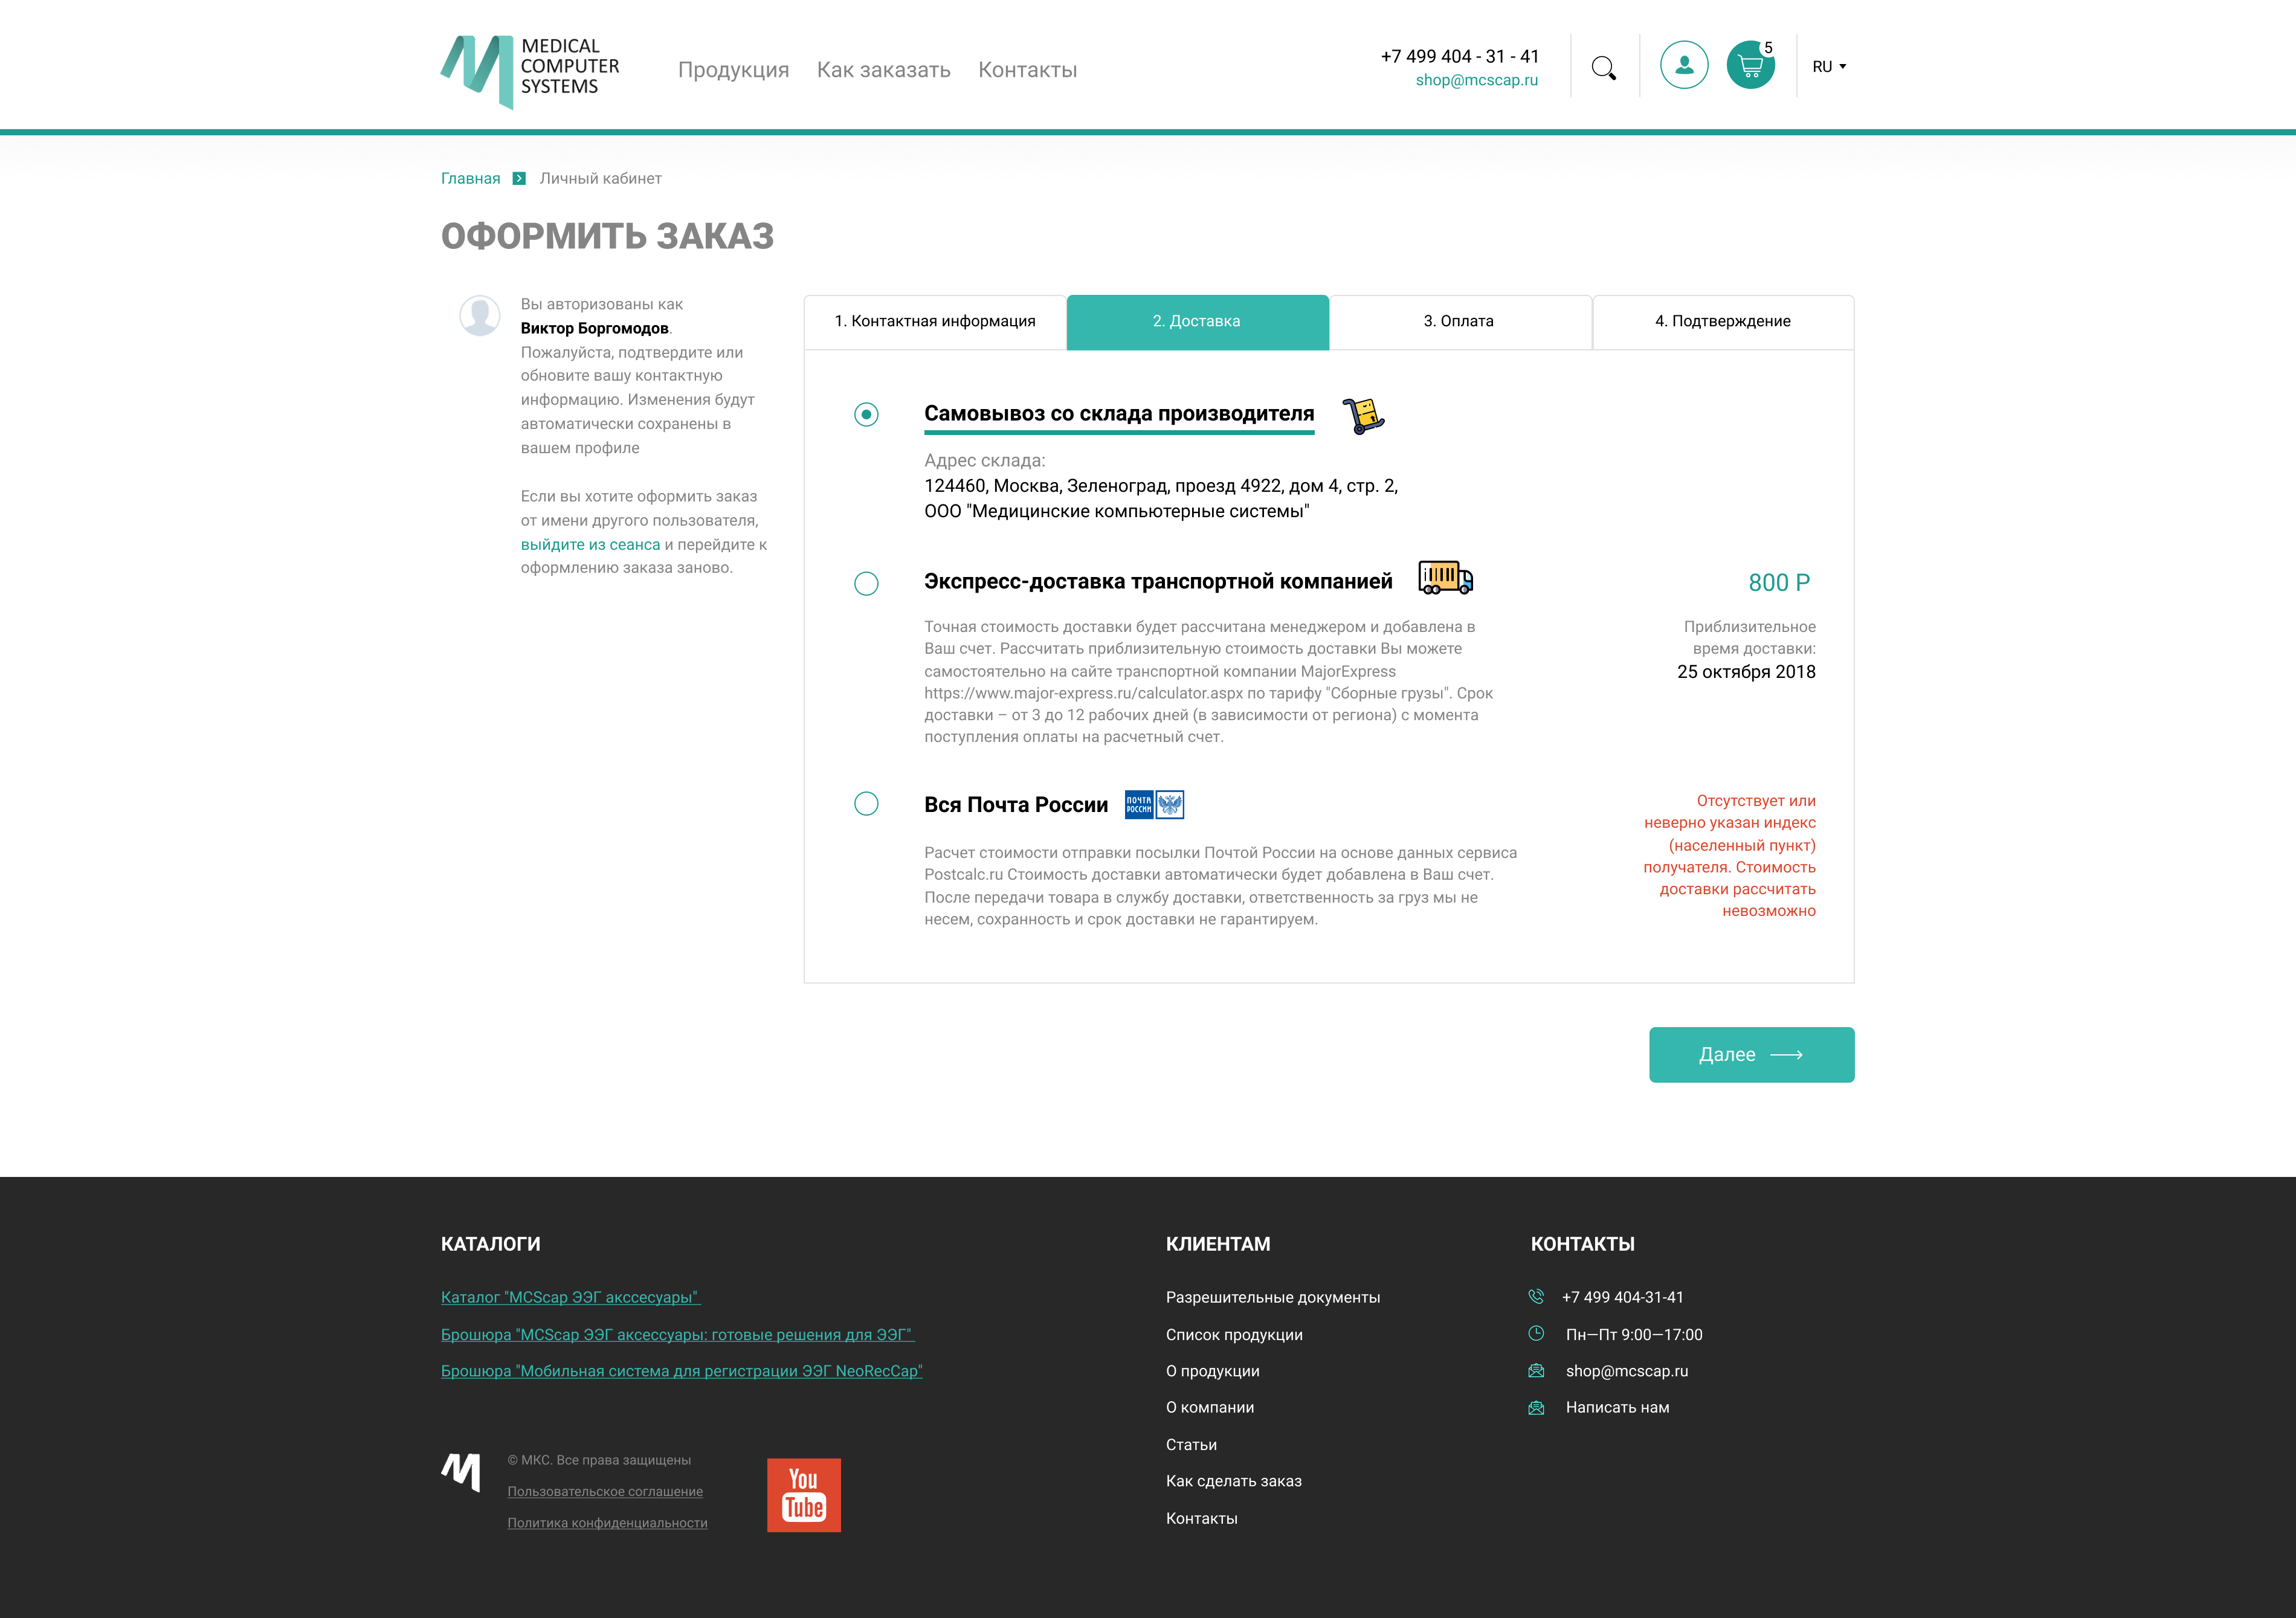 MEDICAL
COMPUTER
SYSTEMS
Продукция Как заказать Контакты
+7 499 404 - 31 - 41
shop@mcscap.ru
5
RU
Главная Личный кабинет
ОФОРМИТЬ ЗАКАЗ
Вы авторизованы как
Виктор Боргомодов.
Пожалуйста, подтвердите или
обновите вашу контактную
информацию. Изменения будут
автоматически сохранены в
вашем профиле
Если вы хотите оформить заказ
от имени другого пользователя,
выйдите из сеанса и перейдите к
оформлению заказа заново.
1. Контактная информация 2. Доставка 3. Оплата 4. Подтверждение
Самовывоз со склада производителя
Адрес склада:
124460, Москва, Зеленоград, проезд 4922, дом 4, стр. 2,
ООО "Медицинские компьютерные системы"
Экспресс-доставка транспортной компанией
Точная стоимость доставки будет рассчитана менеджером и добавлена в
Ваш счет. Рассчитать приблизительную стоимость доставки Вы можете
самостоятельно на сайте транспортной компании MajorExpress
https://www.major-express.ru/calculator.aspx по тарифу "Сборные грузы". Срок
доставки – от 3 до 12 рабочих дней (в зависимости от региона) с момента
поступления оплаты на расчетный счет.
800 Р
Приблизительное
время доставки:
25 октября 2018
Вся Почта России
ПОЧТА
РОССИИ
Расчет стоимости отправки посылки Почтой России на основе данных сервиса
Postcalc.ru Стоимость доставки автоматически будет добавлена в Ваш счет.
После передачи товара в службу доставки, ответственность за груз мы не
несем, сохранность и срок доставки не гарантируем.
Отсутствует или
неверно указан индекс
(населенный пункт)
получателя. Стоимость
доставки рассчитать
невозможно
Далее
КАТАЛОГИ
Каталог "MCScap ЭЭГ акссесуары"
Брошюра "MCScap ЭЭГ аксессуары: готовые решения для ЭЭГ"
Брошюра "Мобильная система для регистрации ЭЭГ NeoRecCap"
© МКС. Все права защищены
Пользовательское соглашение
Политика конфиденциальности
You
Tube
КЛИЕНТАМ
Разрешительные документы
Список продукции
О продукции
О компании
Статьи
Как сделать заказ
Контакты
КОНТАКТЫ
+7 499 404-31-41
Пн—Пт 9:00—17:00
shop@mcscap.ru
Написать нам